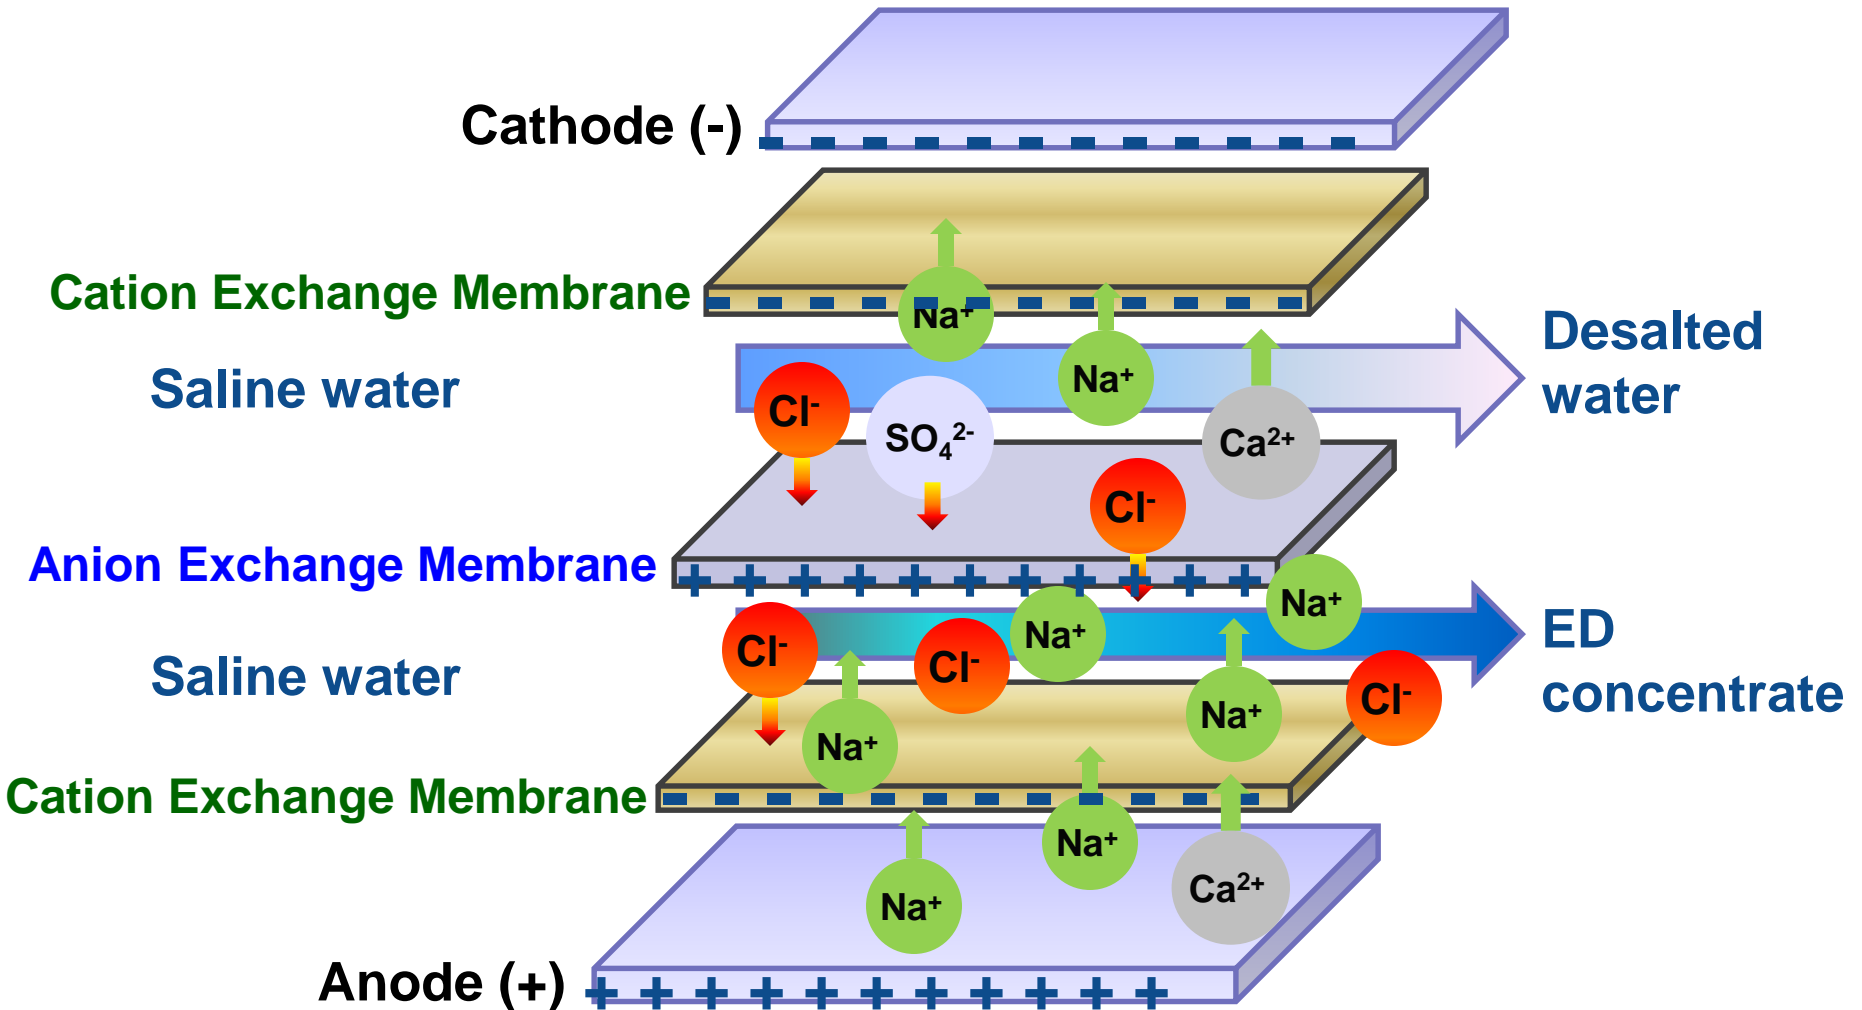 Cathode (-)
Cation Exchange Membrane
Na⁺
Na⁺
Saline water
Cl⁻
SO₄²⁻
Ca²⁺
Desalted
water
Cl⁻
Anion Exchange Membrane
Na⁺
Na⁺
Saline water
Cl⁻
Cl⁻
Na⁺
Na⁺
Cl⁻
ED
concentrate
Cation Exchange Membrane
Na⁺
Na⁺
Ca²⁺
Anode (+)